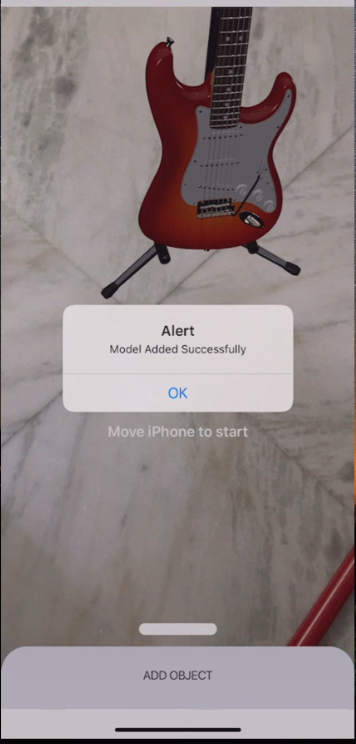 Alert
Model Added Successfully
OK
Move iPhone to start
ADD OBJECT